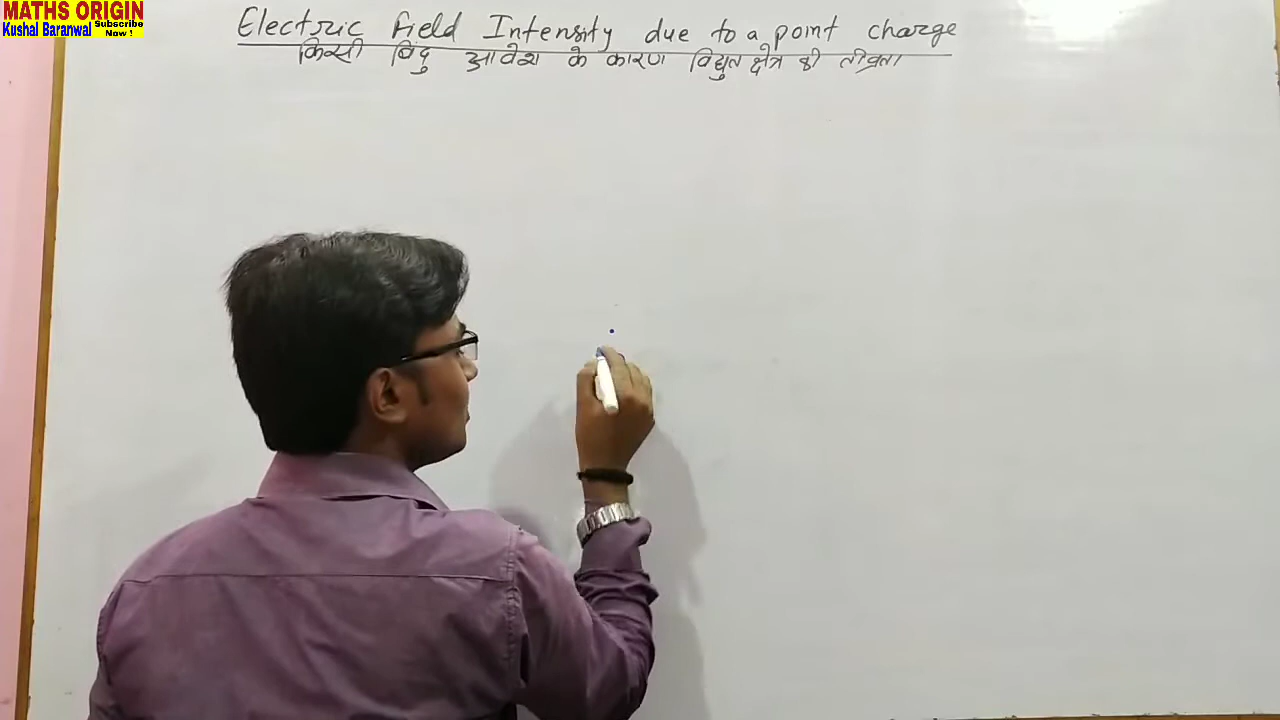 MATHS ORIGIN
Kushal Baranwal Subscribe Now !
Electric Field Intensity due to a point charge
किसी बिंदु आवेश के कारण विद्युत क्षेत्र की तीव्रता